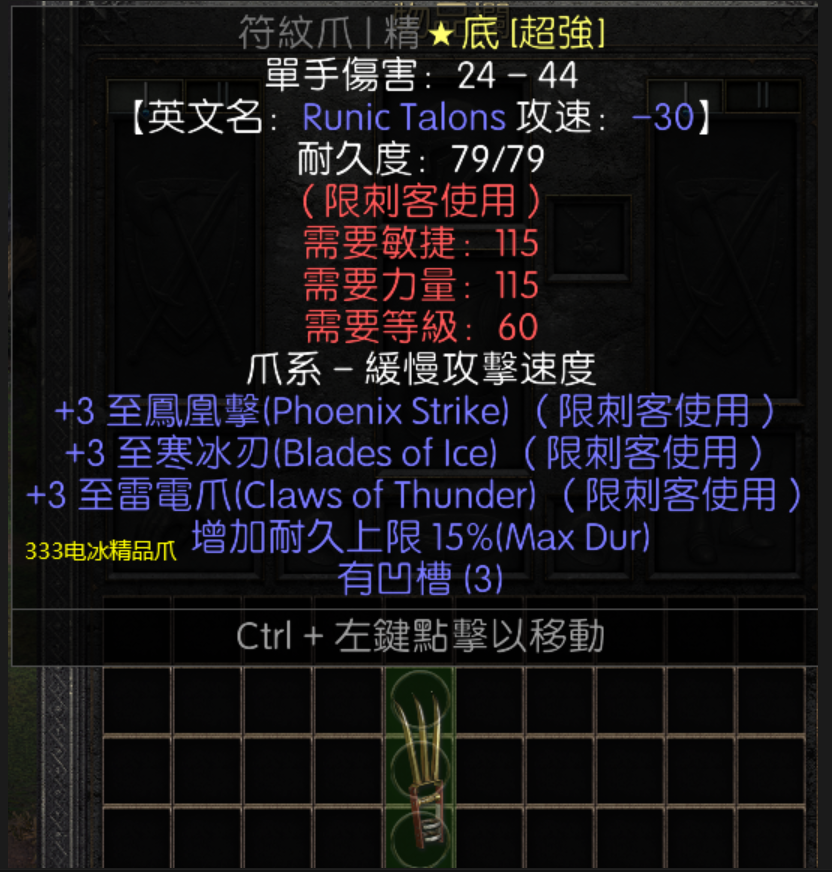 符紋爪 | 精★底 [超強]
單手傷害: 24 - 44
【英文名: Runic Talons 攻速: -30】
耐久度: 79/79
( 限刺客使用 )
需要敏捷: 115
需要力量: 115
需要等級: 60
爪系 - 緩慢攻擊速度
+3 至鳳凰擊(Phoenix Strike) ( 限刺客使用 )
+3 至寒冰刃(Blades of Ice) ( 限刺客使用 )
+3 至雷電爪(Claws of Thunder) ( 限刺客使用 )
增加耐久上限 15%(Max Dur)
333电冰精品爪
有凹槽 (3)
Ctrl + 左鍵點擊以移動